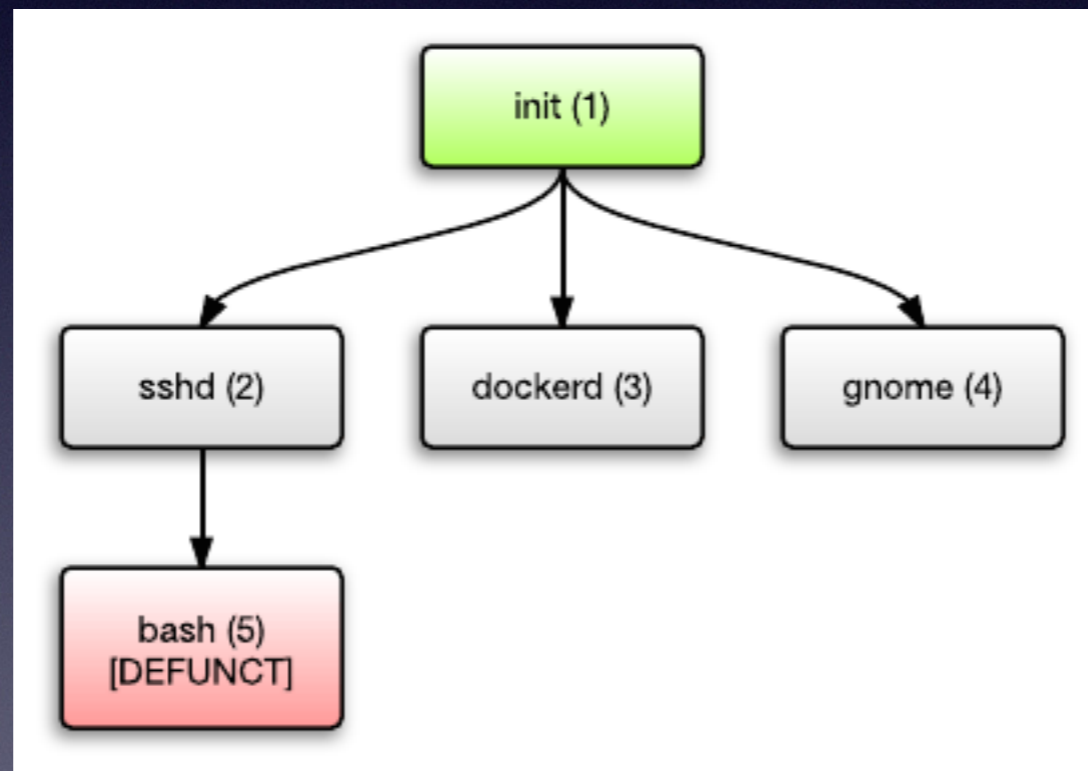 init (1)
sshd (2)
dockerd (3)
gnome (4)
bash (5)
[DEFUNCT]